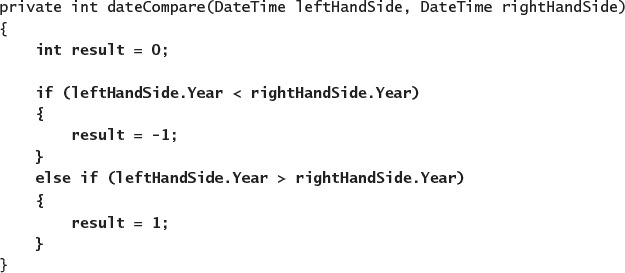 private int dateCompare(DateTime leftHandSide, DateTime rightHandSide)
{
    int result = 0;

    if (leftHandSide.Year < rightHandSide.Year)
    {
        result = -1;
    }
    else if (leftHandSide.Year > rightHandSide.Year)
    {
        result = 1;
    }
}